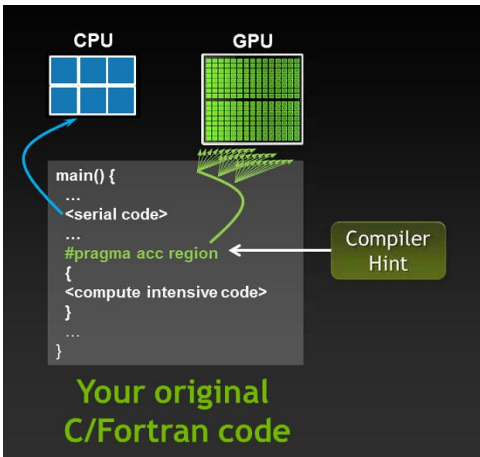 CPU
GPU
main() {
...
<serial code>
...
#pragma acc region
{
<compute intensive code>
}
...
}
Compiler
Hint
Your original
C/Fortran code